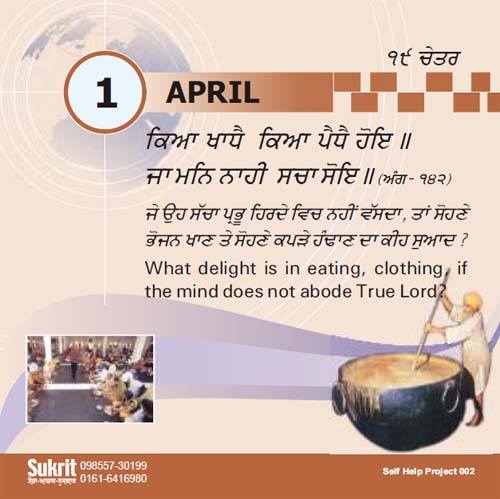 ੧੯ ਚੇਤਰ
1 APRIL
ਕਿਆ ਖਾਧੈ ਕਿਆ ਪੈਧੈ ਹੋਇ ॥
ਜਾ ਮਨਿ ਨਾਹੀ ਸਚਾ ਸੋਇ ॥ (ਅੰਗ- ੧੪੨)
ਜੇ ਉਹ ਸੱਚਾ ਪ੍ਰਭੂ ਹਿਰਦੇ ਵਿਚ ਨਹੀਂ ਵੱਸਦਾ, ਤਾਂ ਸੋਹਣੇ
ਭੋਜਨ ਖਾਣ ਤੇ ਸੋਹਣੇ ਕਪੜੇ ਹੰਢਾਣ ਦਾ ਕੀਹ ਸੁਆਦ ?
What delight is in eating, clothing, if
the mind does not abode True Lord?
Sukrit 098557-30199
0161-6416980
Self Help Project 002